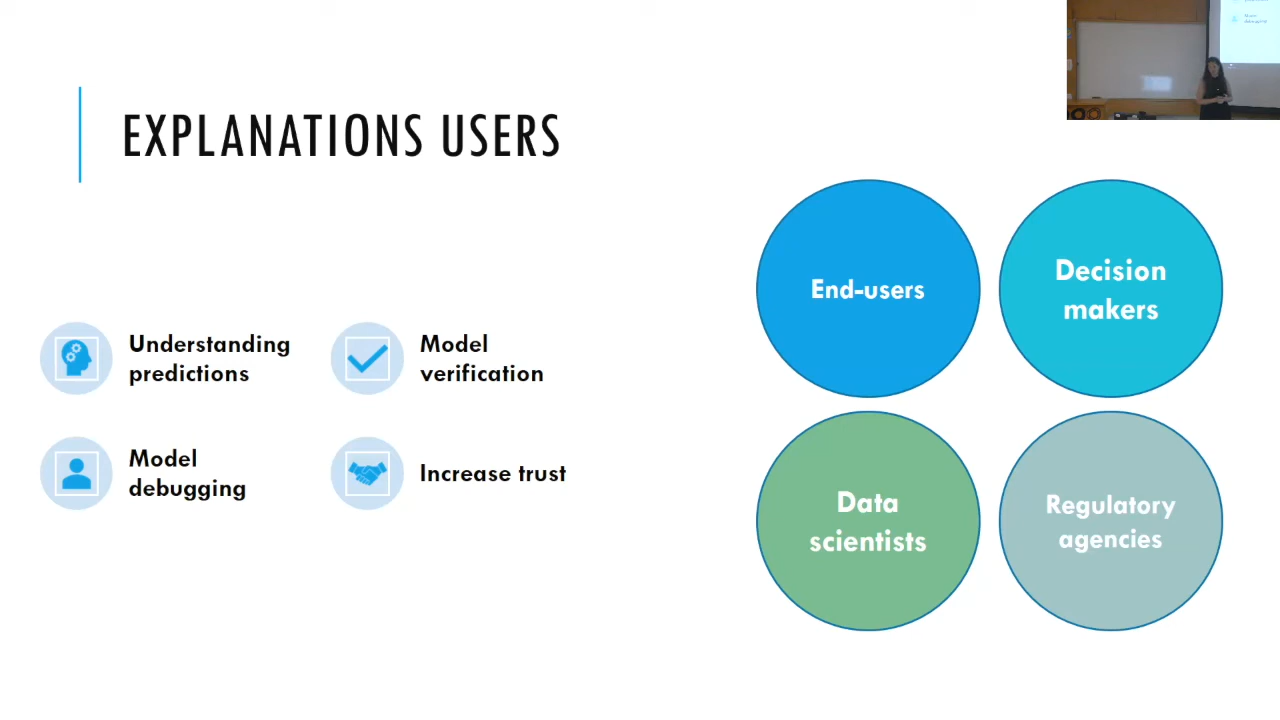 EXPLANATIONS USERS
Understanding
predictions
Model
verification
Model
debugging
Increase trust
End-users
Decision
makers
Data
scientists
Regulatory
agencies